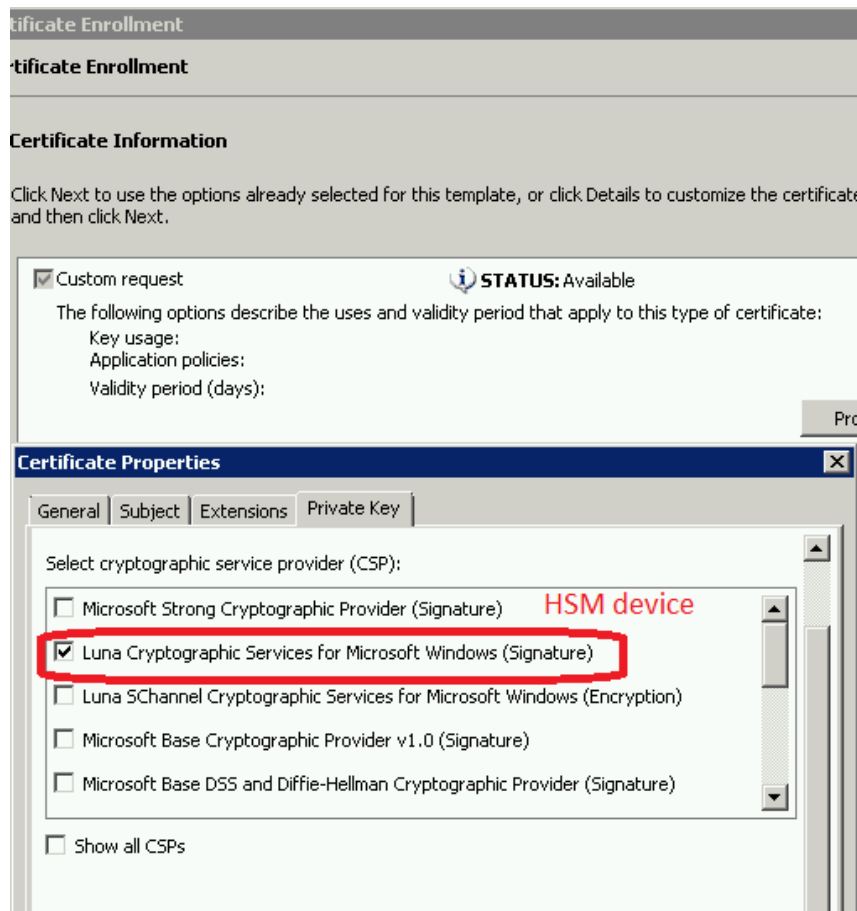 tificate Enrollment
rtificate Enrollment
Certificate Information
Click Next to use the options already selected for this template, or click Details to customize the certificate
and then click Next.
Custom request
STATUS: Available
The following options describe the uses and validity period that apply to this type of certificate:
Key usage:
Application policies:
Validity period (days):
Pro
Certificate Properties
General
Subject
Extensions
Private Key
Select cryptographic service provider (CSP):
Microsoft Strong Cryptographic Provider (Signature)
HSM device
Luna Cryptographic Services for Microsoft Windows (Signature)
Luna SChannel Cryptographic Services for Microsoft Windows (Encryption)
Microsoft Base Cryptographic Provider v1.0 (Signature)
Microsoft Base DSS and Diffie-Hellman Cryptographic Provider (Signature)
Show all CSPs